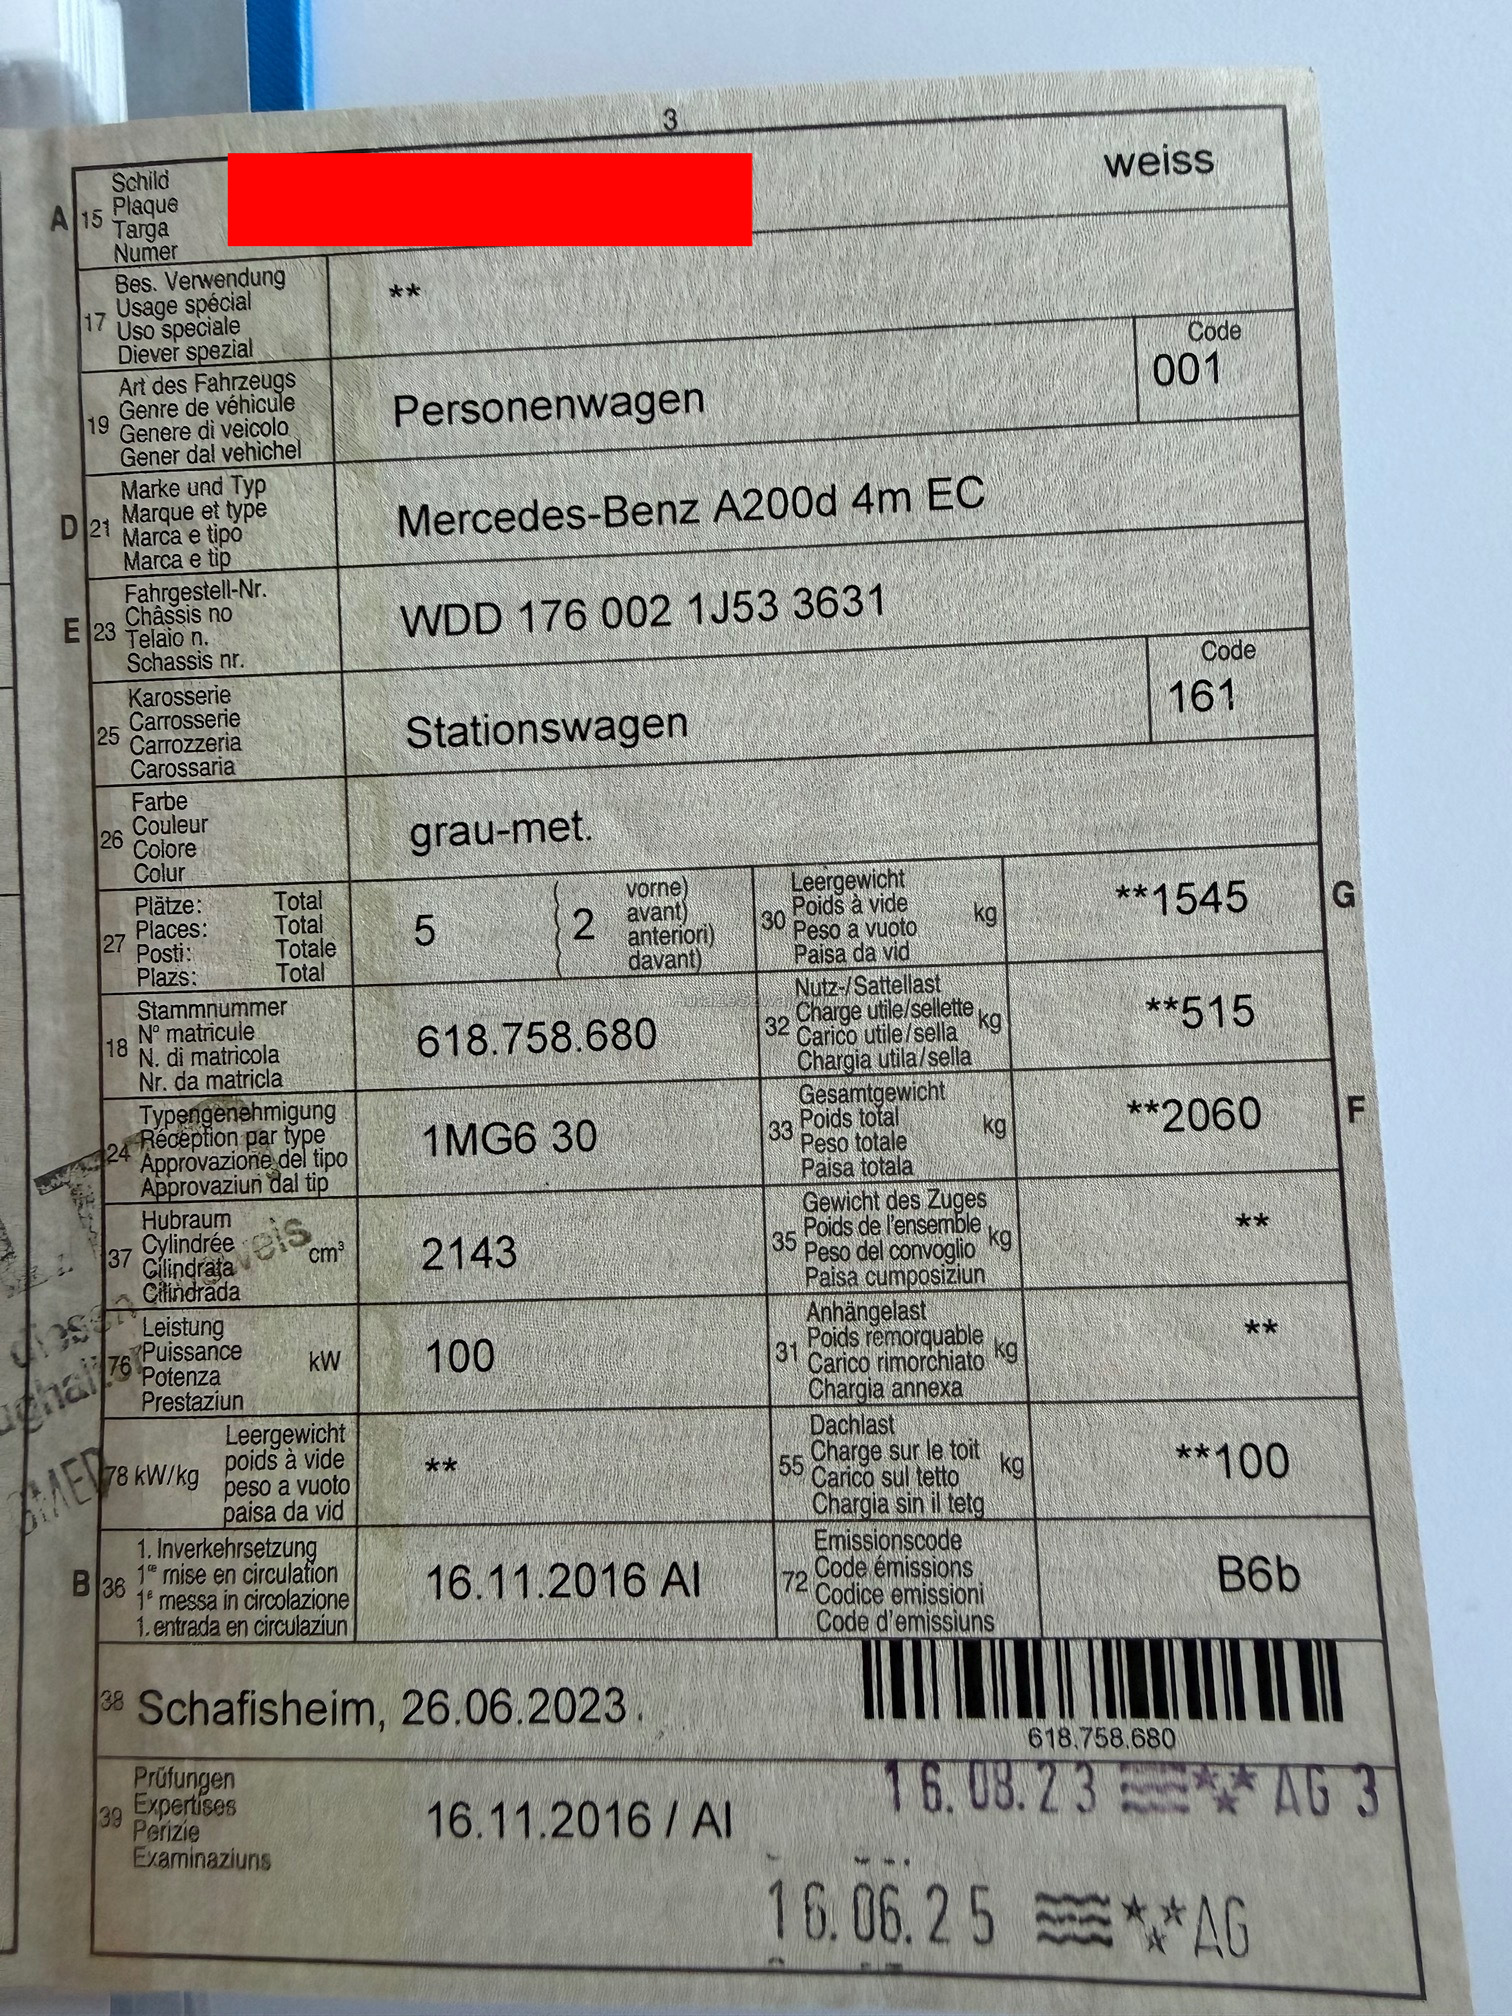 3
A 15 Schild
Plaque
Targa
Numer
weiss
17 Bes. Verwendung
Usage spécial
Uso speciale
Diever spezial
**
19 Art des Fahrzeugs
Genre de véhicule
Genere di veicolo
Gener dal vehichel
Personenwagen
Code
001
D 21 Marke und Typ
Marque et type
Marca e tipo
Marca e tip
Mercedes-Benz A200d 4m EC
E 23 Fahrgestell-Nr.
Châssis no
Telaio n.
Schassis nr.
WDD 176 002 1J53 3631
25 Karosserie
Carrosserie
Carrozzeria
Carossaria
Stationswagen
Code
161
26 Farbe
Couleur
Colore
Colur
grau-met.
27 Plätze: Total
Places: Total
Posti: Totale
Plazs: Total
5 ( 2 vorne)
avant)
anteriori)
davant)
30 Leergewicht
Poids à vide
Peso a vuoto
Paisa da vid
kg
**1545 G
18 Stammnummer
Nº matricule
N. di matricola
Nr. da matricla
618.758.680
32 Nutz-/Sattellast
Charge utile/sellette
Carico utile/sella
Chargia utila/sella
kg
**515
24 Typengenehmigung
Réception par type
Approvazione del tipo
Approvaziun dal tip
1MG6 30
33 Gesamtgewicht
Poids total
Peso totale
Paisa totala
kg
**2060 F
37 Hubraum
Cylindrée
Cilindrata
Cilindrada
cm³
2143
35 Gewicht des Zuges
Poids de l'ensemble
Peso del convoglio
Paisa cumposiziun
kg
**
76 Leistung
Puissance
Potenza
Prestaziun
kW
100
31 Anhängelast
Poids remorquable
Carico rimorchiato
Chargia annexa
kg
**
78 kW/kg Leergewicht
poids à vide
peso a vuoto
paisa da vid
**
55 Dachlast
Charge sur le toit
Carico sul tetto
Chargia sin il tetg
kg
**100
B 36 1. Inverkehrsetzung
1re mise en circulation
1a messa in circolazione
1. entrada en circulaziun
16.11.2016 AI
72 Emissionscode
Code émissions
Codice emissioni
Code d'emissiuns
B6b
38 Schafisheim, 26.06.2023
618.758.680
39 Prüfungen
Expertises
Perizie
Examinaziuns
16.11.2016 / AI
16.08.23 AG 3
16.06.25 AG